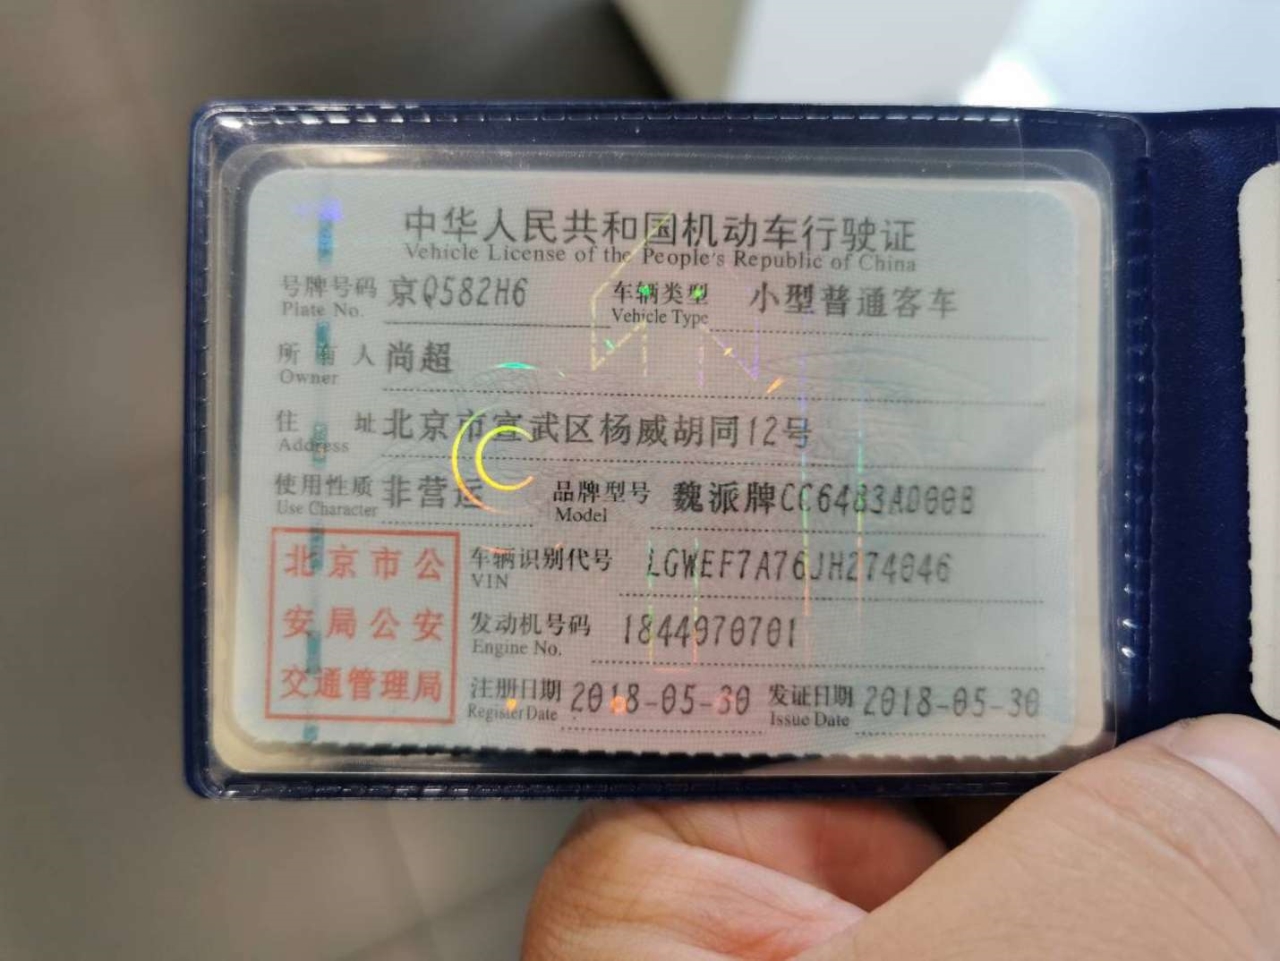 中华人民共和国机动车行驶证
Vehicle License of the People's Republic of China
号牌号码 京Q582H6 车辆类型 小型普通客车
Plate No. Vehicle Type
所有人 尚超
Owner
住址 北京市宣武区杨威胡同12号
Address
使用性质 非营运 品牌型号 魏派牌CC6483AD00B
Use Character Model
车辆识别代号 LGWEF7A76JH274046
VIN
发动机号码 1844970701
Engine No.
注册日期 2018-05-30 发证日期 2018-05-30
Register Date Issue Date
北京市公
安局公安
交通管理局